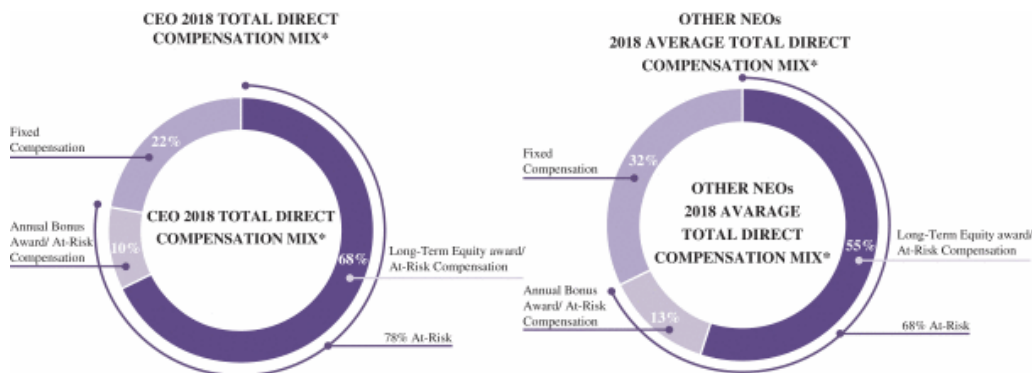 CEO 2018 TOTAL DIRECT
COMPENSATION MIX*
Fixed
Compensation
22%
Annual Bonus
Award/ At-Risk
Compensation
10%
CEO 2018 TOTAL DIRECT
COMPENSATION MIX*
68%
Long-Term Equity award/
At-Risk Compensation
78% At-Risk
OTHER NEOs
2018 AVERAGE TOTAL DIRECT
COMPENSATION MIX*
Fixed
Compensation
32%
OTHER NEOs
2018 AVARAGE
TOTAL DIRECT
COMPENSATION MIX*
55%
Long-Term Equity award/
At-Risk Compensation
Annual Bonus
Award/ At-Risk
Compensation
13%
68% At-Risk